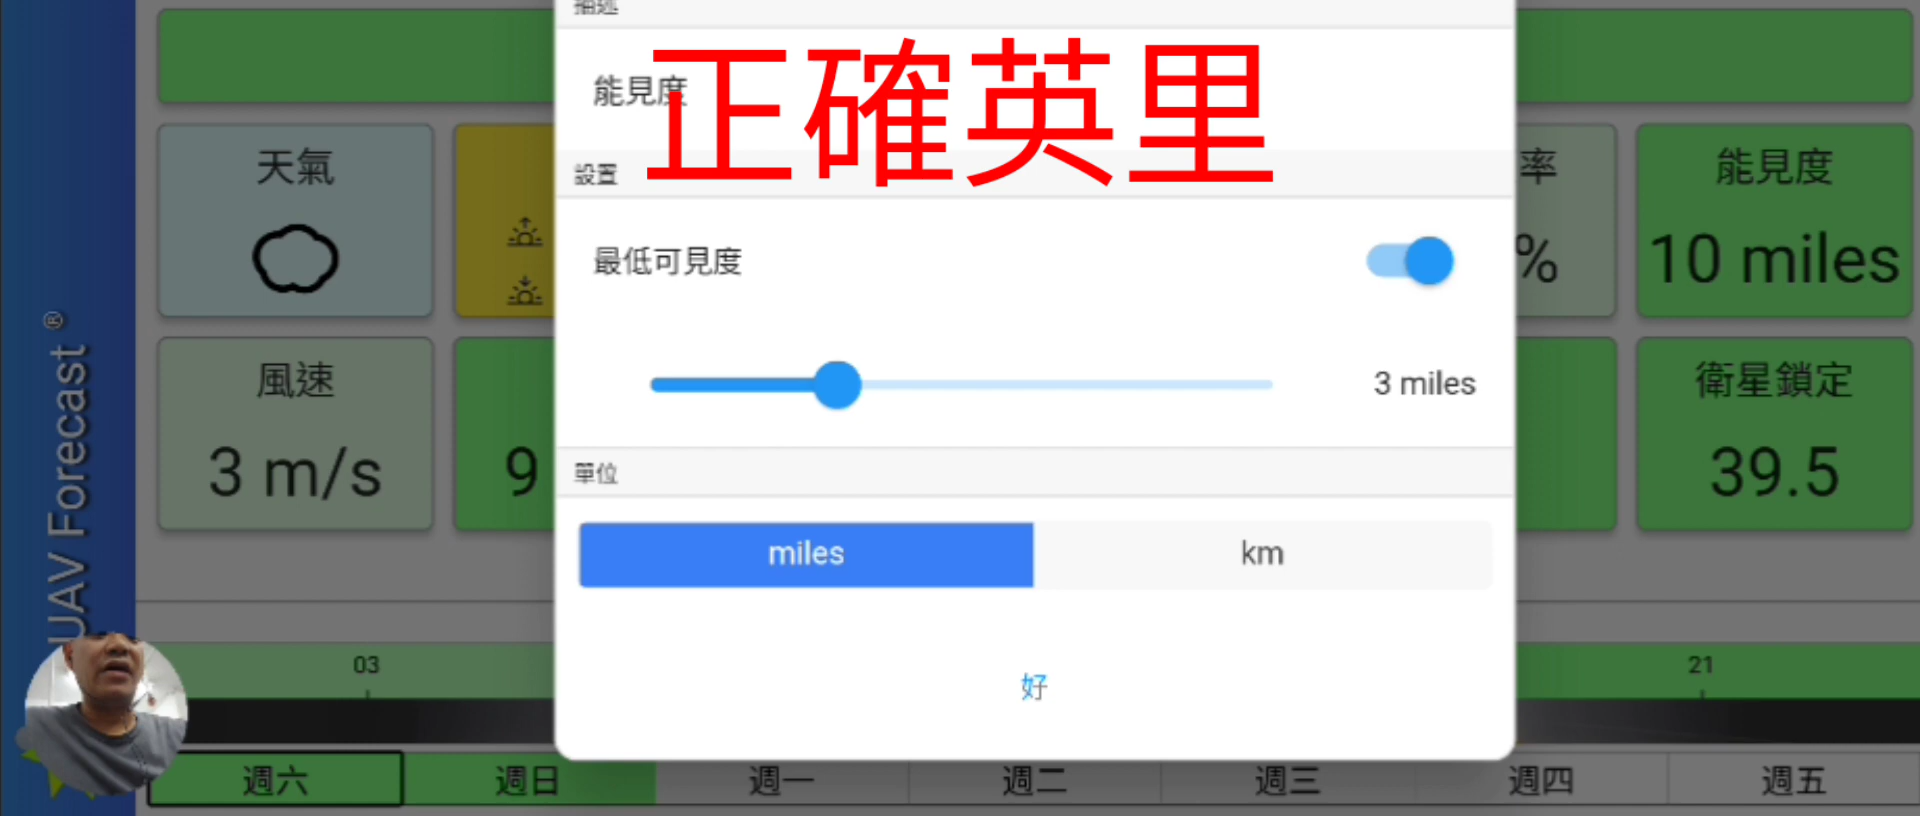 描述
正確英里
能見度
設置
最低可見度
3 miles
單位
miles
km
好
天氣
率
%
能見度
10 miles
風速
3 m/s
9
衛星鎖定
39.5
UAV Forecast®
03
21
週六
週日
週一
週二
週三
週四
週五